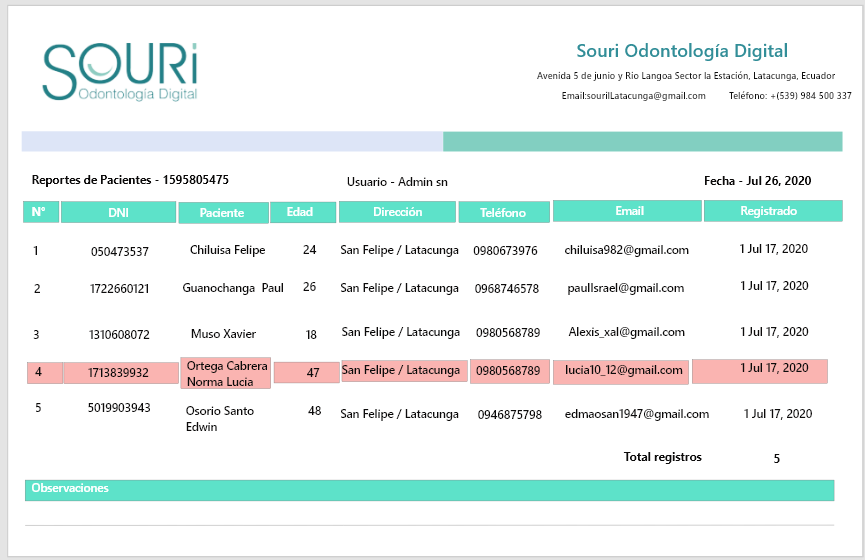 SOURi
Odontología Digital
Souri Odontología Digital
Avenida 5 de junio y Río Langoa Sector la Estación, Latacunga, Ecuador
Email:sourilLatacunga@gmail.com Teléfono: +(539) 984 500 337
Reportes de Pacientes - 1595805475 Usuario - Admin sn Fecha - Jul 26, 2020
N° DNI Paciente Edad Dirección Teléfono Email Registrado
1 050473537 Chiluisa Felipe 24 San Felipe / Latacunga 0980673976 chiluisa982@gmail.com 1 Jul 17, 2020
2 1722660121 Guanochanga Paul 26 San Felipe / Latacunga 0968746578 paulIsrael@gmail.com 1 Jul 17, 2020
3 1310608072 Muso Xavier 18 San Felipe / Latacunga 0980568789 Alexis_xal@gmail.com 1 Jul 17, 2020
4 1713839932 Ortega Cabrera 47 San Felipe / Latacunga 0980568789 lucia10_12@gmail.com 1 Jul 17, 2020
Norma Lucia
5 5019903943 Osorio Santo 48 San Felipe / Latacunga 0946875798 edmaosan1947@gmail.com 1 Jul 17, 2020
Edwin
Total registros 5
Observaciones